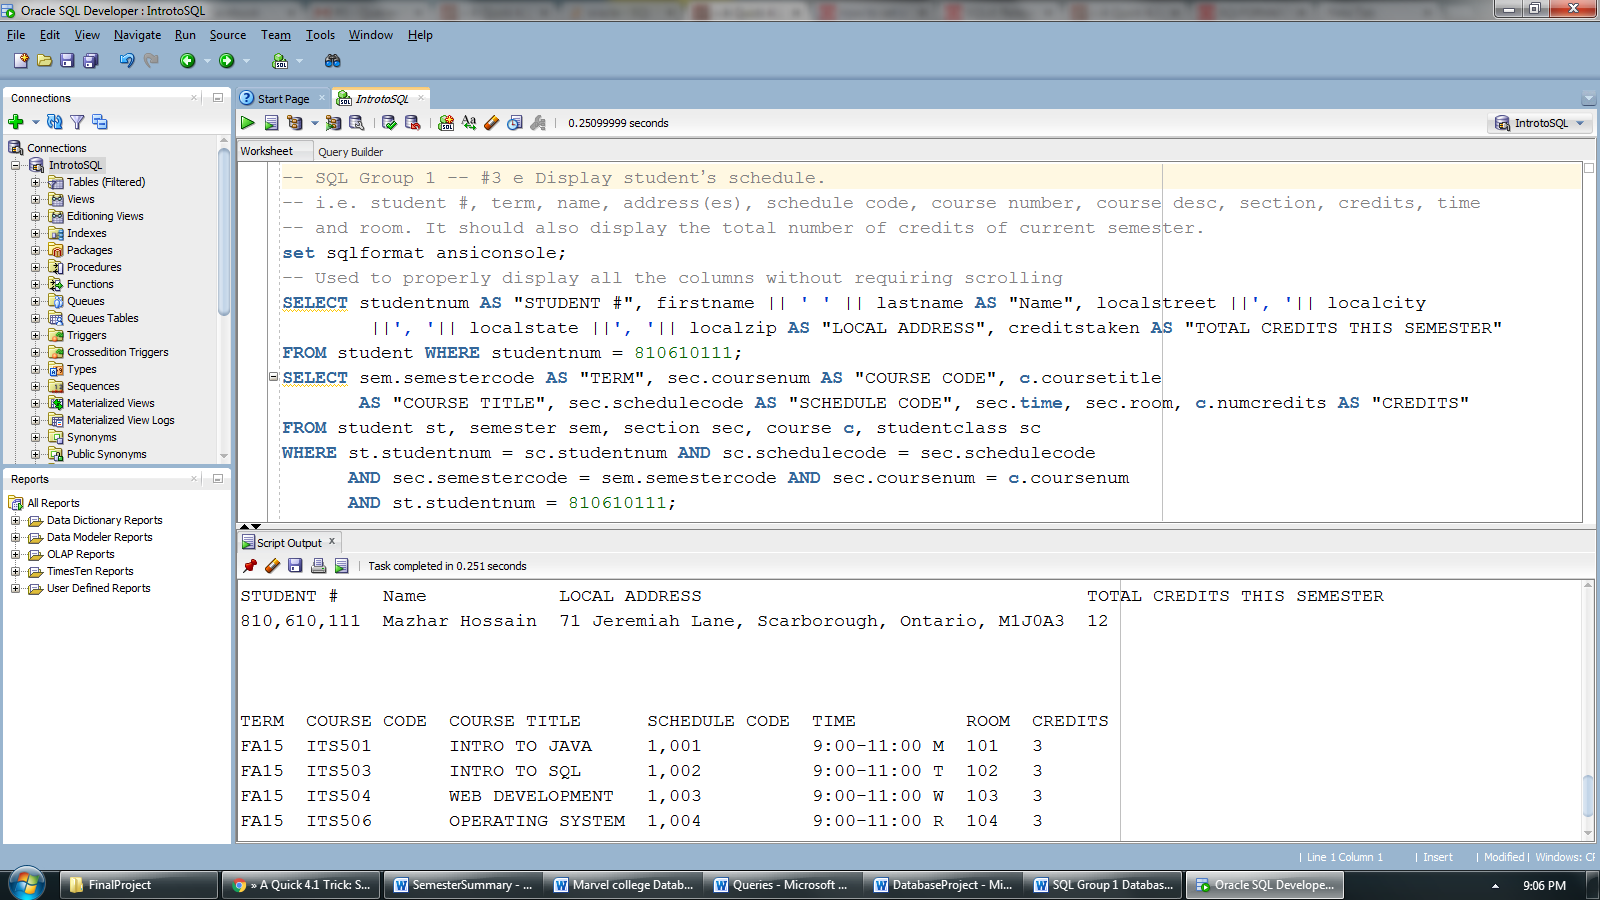 Oracle SQL Developer : IntrotoSQL
File Edit View Navigate Run Source Team Tools Window Help
Connections
Start Page
IntrotoSQL
0.25099999 seconds
IntrotoSQL
Worksheet
Query Builder
Connections
IntrotoSQL
Tables (Filtered)
Views
Editioning Views
Indexes
Packages
Procedures
Functions
Queues
Queues Tables
Triggers
Crossedition Triggers
Types
Sequences
Materialized Views
Materialized View Logs
Synonyms
Public Synonyms
Reports
All Reports
Data Dictionary Reports
Data Modeler Reports
OLAP Reports
TimesTen Reports
User Defined Reports
-- SQL Group 1 -- #3 e Display student's schedule.
-- i.e. student #, term, name, address(es), schedule code, course number, course desc, section, credits, time
-- and room. It should also display the total number of credits of current semester.
set sqlformat ansiconsole;
-- Used to properly display all the columns without requiring scrolling
SELECT studentnum AS "STUDENT #", firstname || ' ' || lastname AS "Name", localstreet ||', '|| localcity
||', '|| localstate ||', '|| localzip AS "LOCAL ADDRESS", creditstaken AS "TOTAL CREDITS THIS SEMESTER"
FROM student WHERE studentnum = 810610111;
SELECT sem.semestercode AS "TERM", sec.coursenum AS "COURSE CODE", c.coursetitle
AS "COURSE TITLE", sec.schedulecode AS "SCHEDULE CODE", sec.time, sec.room, c.numcredits AS "CREDITS"
FROM student st, semester sem, section sec, course c, studentclass sc
WHERE st.studentnum = sc.studentnum AND sc.schedulecode = sec.schedulecode
AND sec.semestercode = sem.semestercode AND sec.coursenum = c.coursenum
AND st.studentnum = 810610111;
Script Output
Task completed in 0.251 seconds
STUDENT # Name LOCAL ADDRESS TOTAL CREDITS THIS SEMESTER
810,610,111 Mazhar Hossain 71 Jeremiah Lane, Scarborough, Ontario, M1J0A3 12
TERM COURSE CODE COURSE TITLE SCHEDULE CODE TIME ROOM CREDITS
FA15 ITS501 INTRO TO JAVA 1,001 9:00-11:00 M 101 3
FA15 ITS503 INTRO TO SQL 1,002 9:00-11:00 T 102 3
FA15 ITS504 WEB DEVELOPMENT 1,003 9:00-11:00 W 103 3
FA15 ITS506 OPERATING SYSTEM 1,004 9:00-11:00 R 104 3
Line 1 Column 1 Insert Modified Windows: CF
FinalProject
» A Quick 4.1 Trick: S...
SemesterSummary - ...
Marvel college Datab...
Queries - Microsoft ...
DatabaseProject - Mi...
SQL Group 1 Databas...
Oracle SQL Develope...
9:06 PM